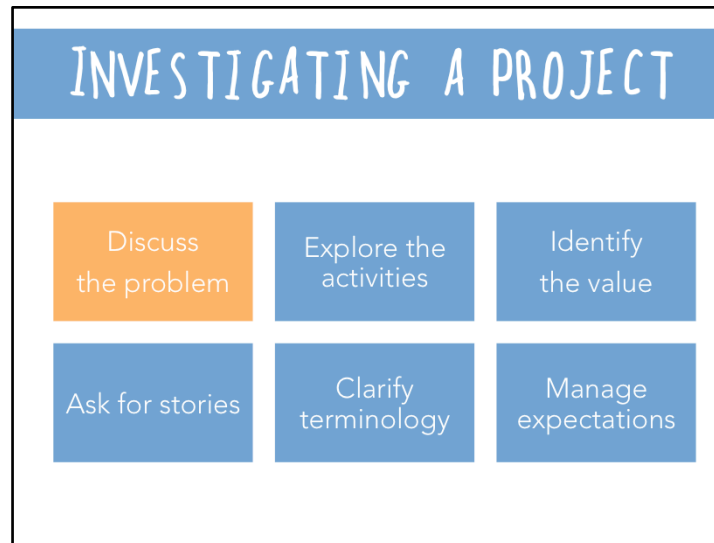 INVESTIGATING A PROJECT
Discuss
the problem
Explore the
activities
Identify
the value
Ask for stories
Clarify
terminology
Manage
expectations